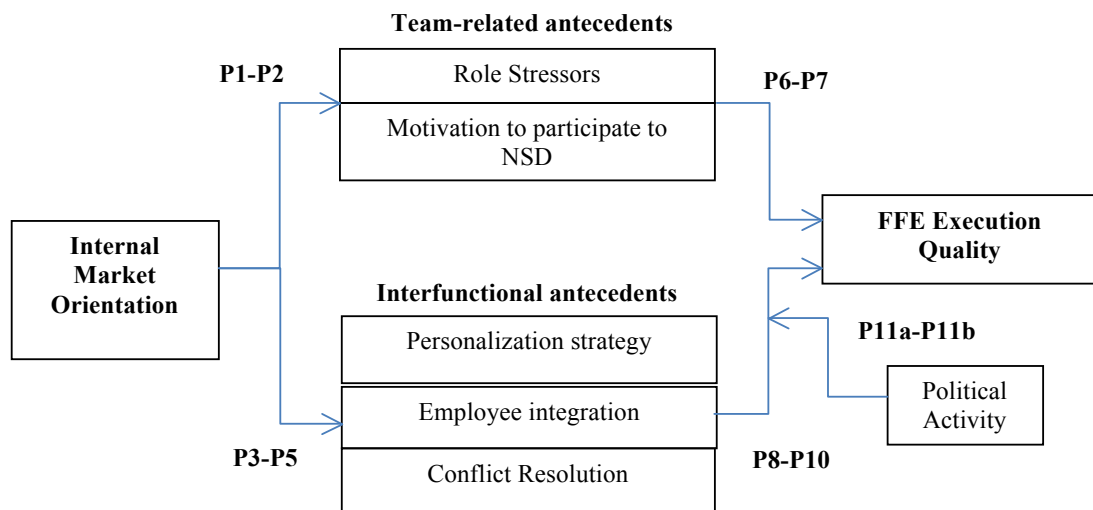 Team-related antecedents
P1-P2
Role Stressors
P6-P7
Motivation to participate to
NSD
Internal
Market
Orientation
FFE Execution
Quality
Interfunctional antecedents
Personalization strategy
P11a-P11b
Employee integration
Political
Activity
P3-P5
P8-P10
Conflict Resolution